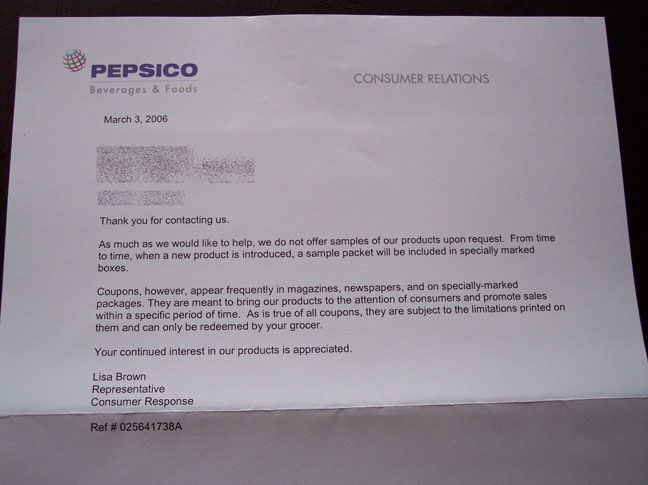 PEPSICO
Beverages & Foods
CONSUMER RELATIONS
March 3, 2006
Thank you for contacting us.
As much as we would like to help, we do not offer samples of our products upon request. From time
to time, when a new product is introduced, a sample packet will be included in specially marked
boxes.
Coupons, however, appear frequently in magazines, newspapers, and on specially-marked
packages. They are meant to bring our products to the attention of consumers and promote sales
within a specific period of time. As is true of all coupons, they are subject to the limitations printed on
them and can only be redeemed by your grocer.
Your continued interest in our products is appreciated.
Lisa Brown
Representative
Consumer Response
Ref # 025641738A